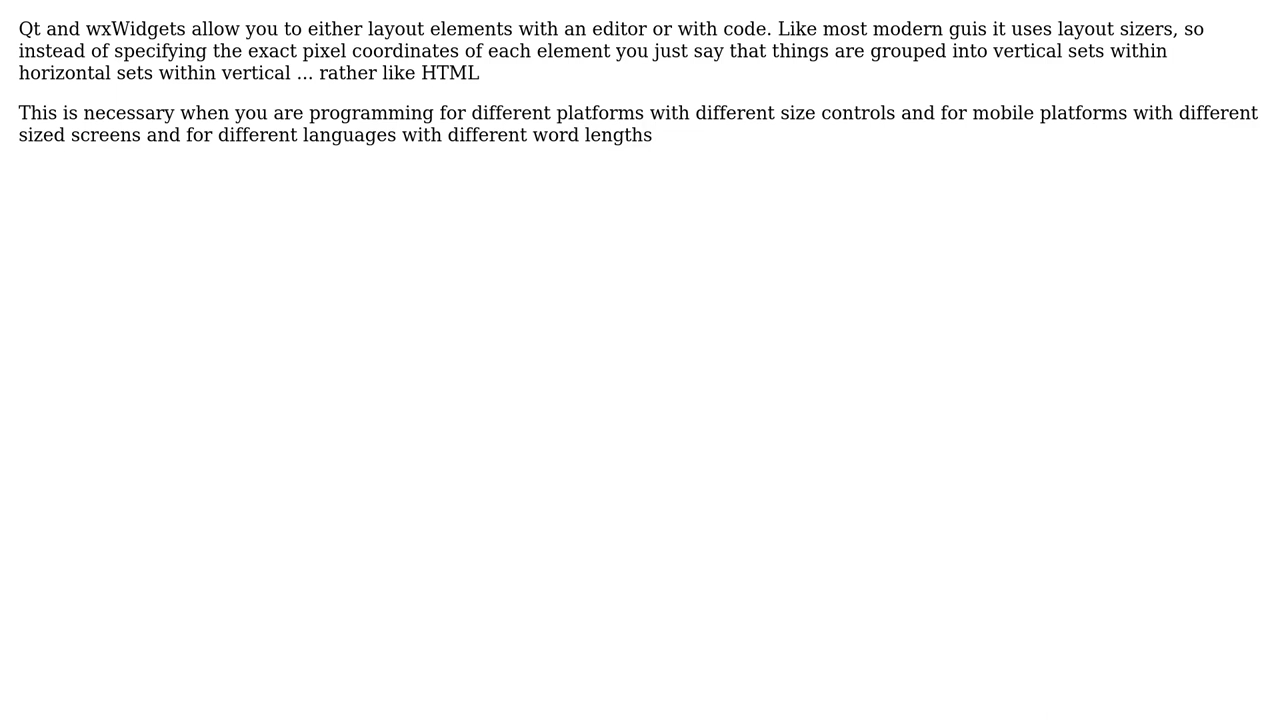 Qt and wxWidgets allow you to either layout elements with an editor or with code. Like most modern guis it uses layout sizers, so
instead of specifying the exact pixel coordinates of each element you just say that things are grouped into vertical sets within
horizontal sets within vertical ... rather like HTML
This is necessary when you are programming for different platforms with different size controls and for mobile platforms with different
sized screens and for different languages with different word lengths